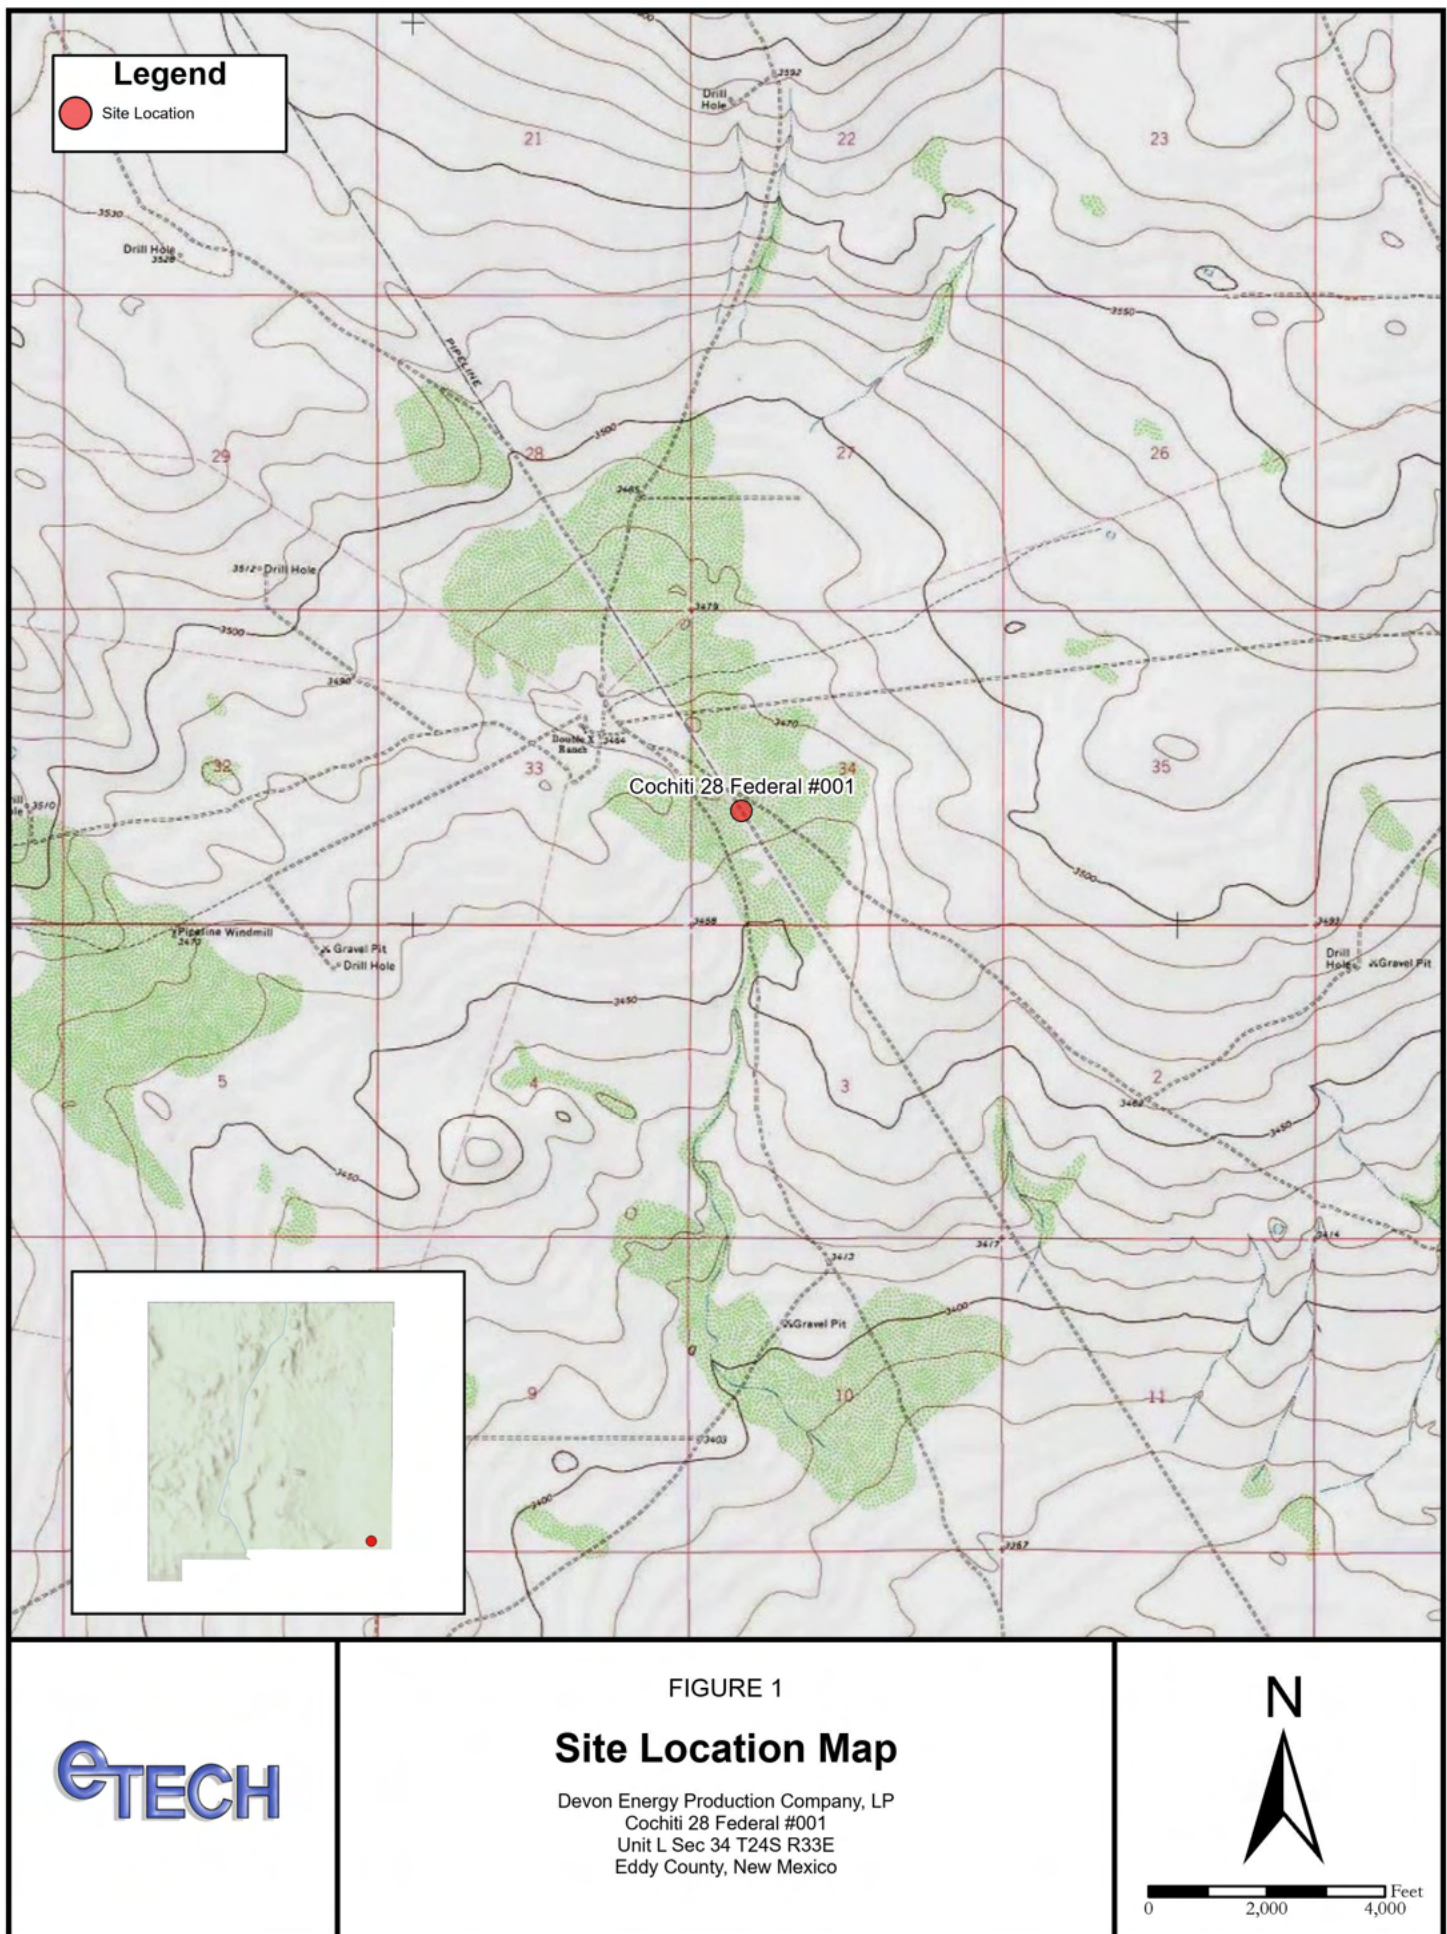 Legend
Site Location
3592
Drill
Hole
21
22
23
3530
Drill Hole
3528
3550
PIPELINE
3500
29
28
27
26
3485
3512 Drill Hole
3479
3500
3490
3470
Double X
Ranch
3464
32
33
34
35
Cochiti 28 Federal #001
3510
3500
Pipeline Windmill
3473
3458
3493
Gravel Pit
Drill Hole
Drill
Hole
Gravel Pit
3450
5
4
3
2
3462
3450
3450
3417
3414
3413
3400
Gravel Pit
9
10
11
3403
3400
3367
eTECH
FIGURE 1
Site Location Map
Devon Energy Production Company, LP
Cochiti 28 Federal #001
Unit L Sec 34 T24S R33E
Eddy County, New Mexico
N
Feet
0 2,000 4,000